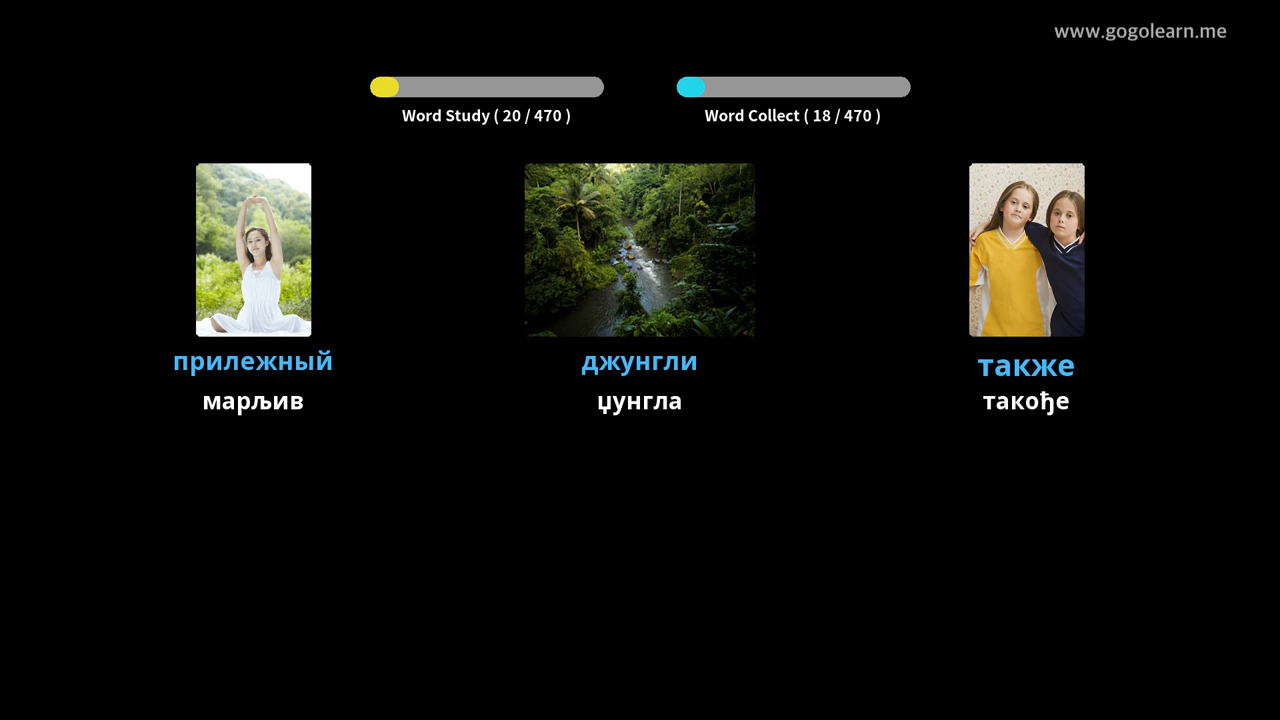 www.gogolearn.me
Word Study ( 20 / 470 )
Word Collect ( 18 / 470 )
прилежный
марљив
джунгли
џунгла
также
такође